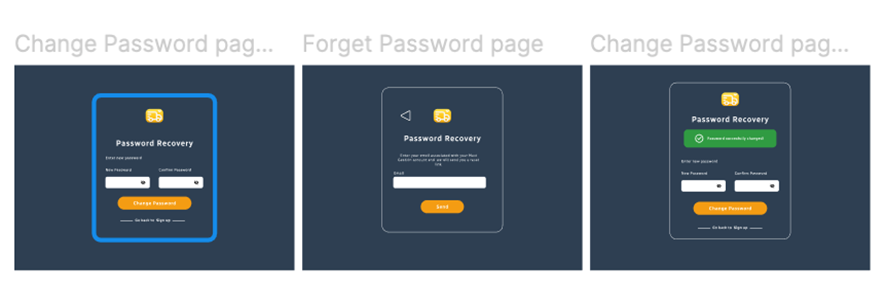 Change Password pag...
Forget Password page
Change Password pag...
Password Recovery
Enter new password
New Password
Confirm Password
Change Password
Go back to Sign up
Password Recovery
Enter your email associated with your
account and we will send you a reset
link
Email
Send
Password Recovery
Password successfully changed
Enter new password
New Password
Confirm Password
Change Password
Go back to Sign up